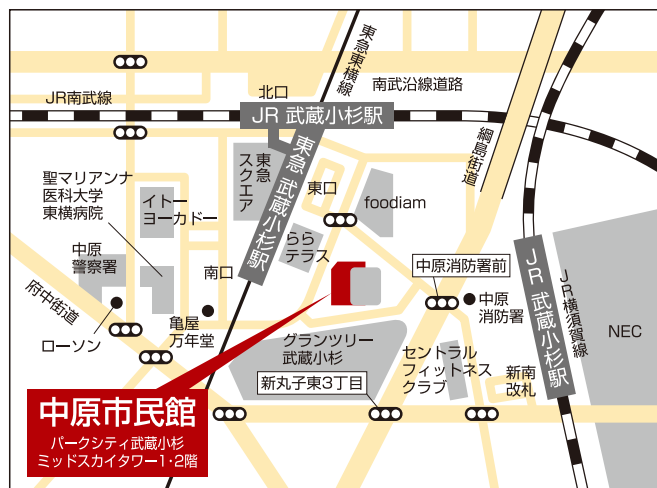 東急東横線
南武沿線道路
JR南武線
北口
JR 武蔵小杉駅
綱島街道
東急 武蔵小杉駅
東急
スクエア
東口
foodiam
聖マリアンナ
医科大学
東横病院
イトー
ヨーカドー
らら
テラス
中原
警察署
南口
中原消防署前
中原
消防署
JR 武蔵小杉駅
JR横須賀線
NEC
府中街道
ローソン
亀屋
万年堂
グランツリー
武蔵小杉
セントラル
フィットネス
クラブ
新南
改札
新丸子東3丁目
中原市民館
パークシティ武蔵小杉
ミッドスカイタワー1・2階